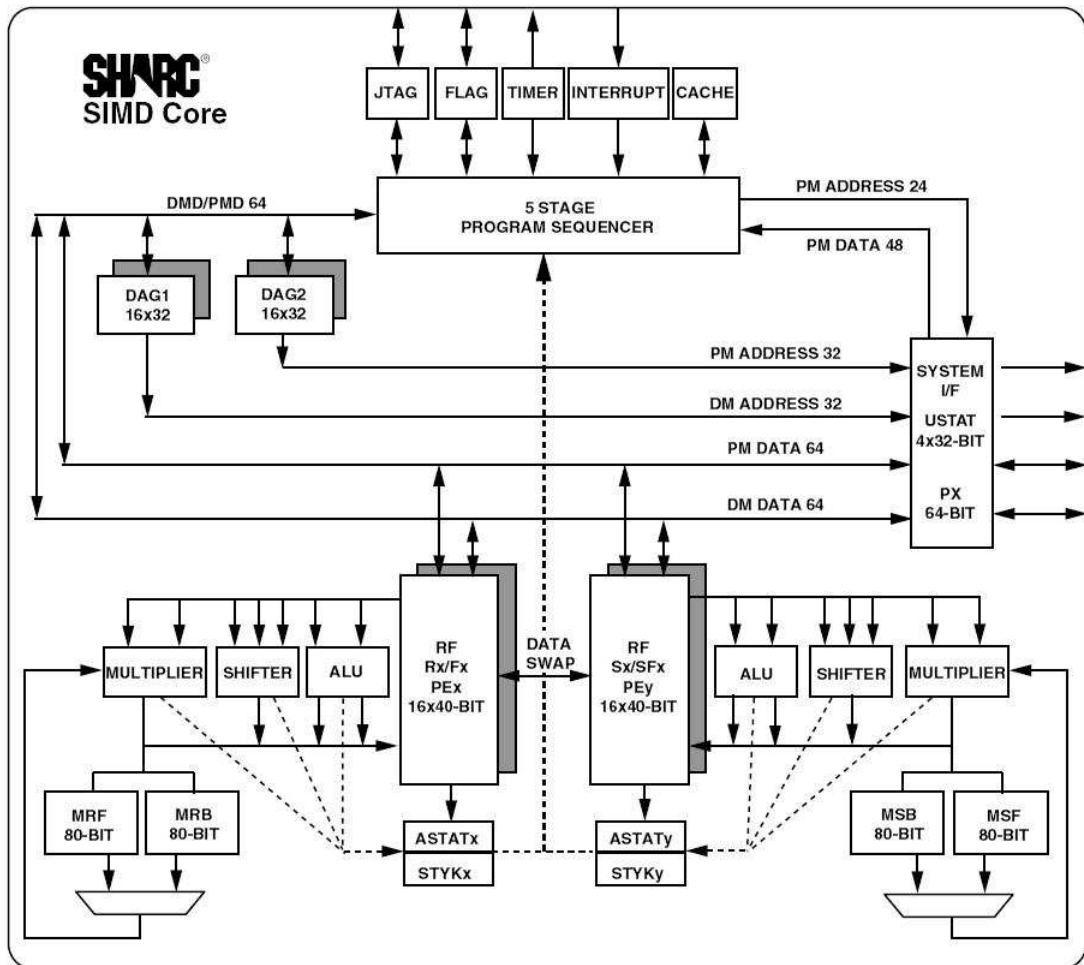 SHARC®
SIMD Core
JTAG
FLAG
TIMER
INTERRUPT
CACHE
DMD/PMD 64
5 STAGE
PROGRAM SEQUENCER
PM ADDRESS 24
PM DATA 48
DAG1
16x32
DAG2
16x32
PM ADDRESS 32
DM ADDRESS 32
PM DATA 64
DM DATA 64
SYSTEM
I/F
USTAT
4x32-BIT
PX
64-BIT
MULTIPLIER
SHIFTER
ALU
RF
Rx/Fx
PEx
16x40-BIT
DATA
SWAP
RF
Sx/SFx
PEy
16x40-BIT
ALU
SHIFTER
MULTIPLIER
MRF
80-BIT
MRB
80-BIT
ASTATx
STYKx
ASTATy
STYKy
MSB
80-BIT
MSF
80-BIT